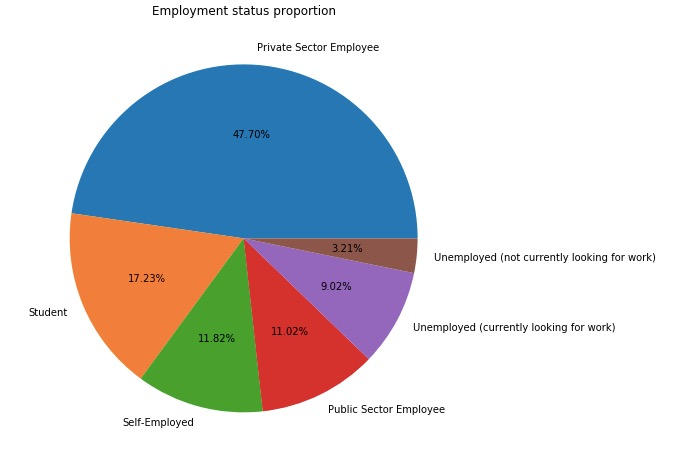 Employment status proportion
Private Sector Employee
47.70%
3.21%
Unemployed (not currently looking for work)
17.23%
9.02%
Student
Unemployed (currently looking for work)
11.82%
11.02%
Public Sector Employee
Self-Employed